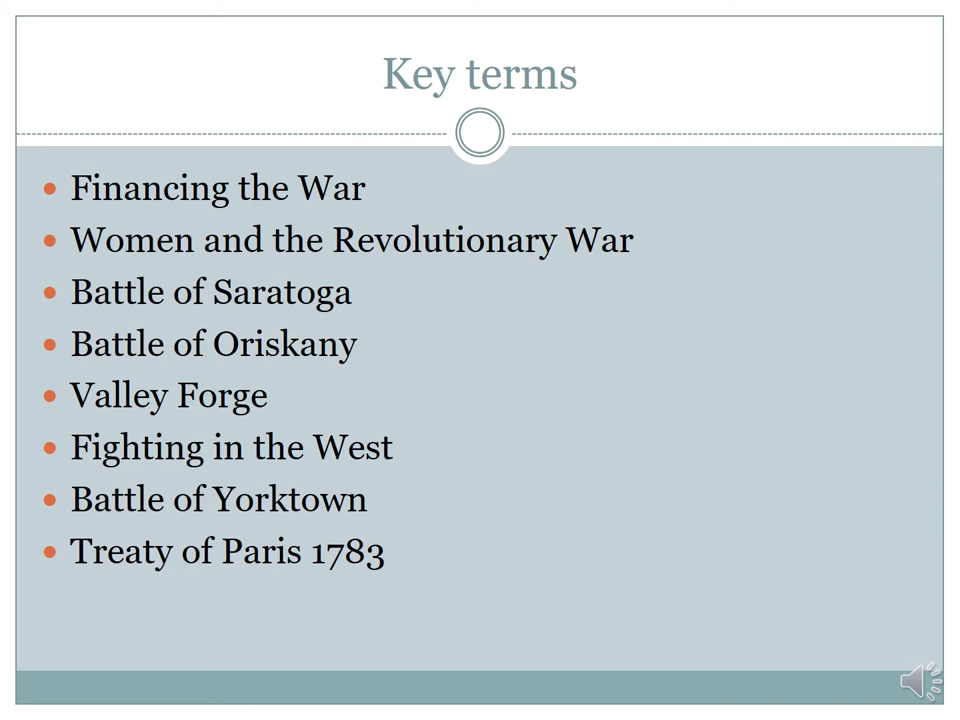 Key terms
Financing the War
Women and the Revolutionary War
Battle of Saratoga
Battle of Oriskany
Valley Forge
Fighting in the West
Battle of Yorktown
Treaty of Paris 1783